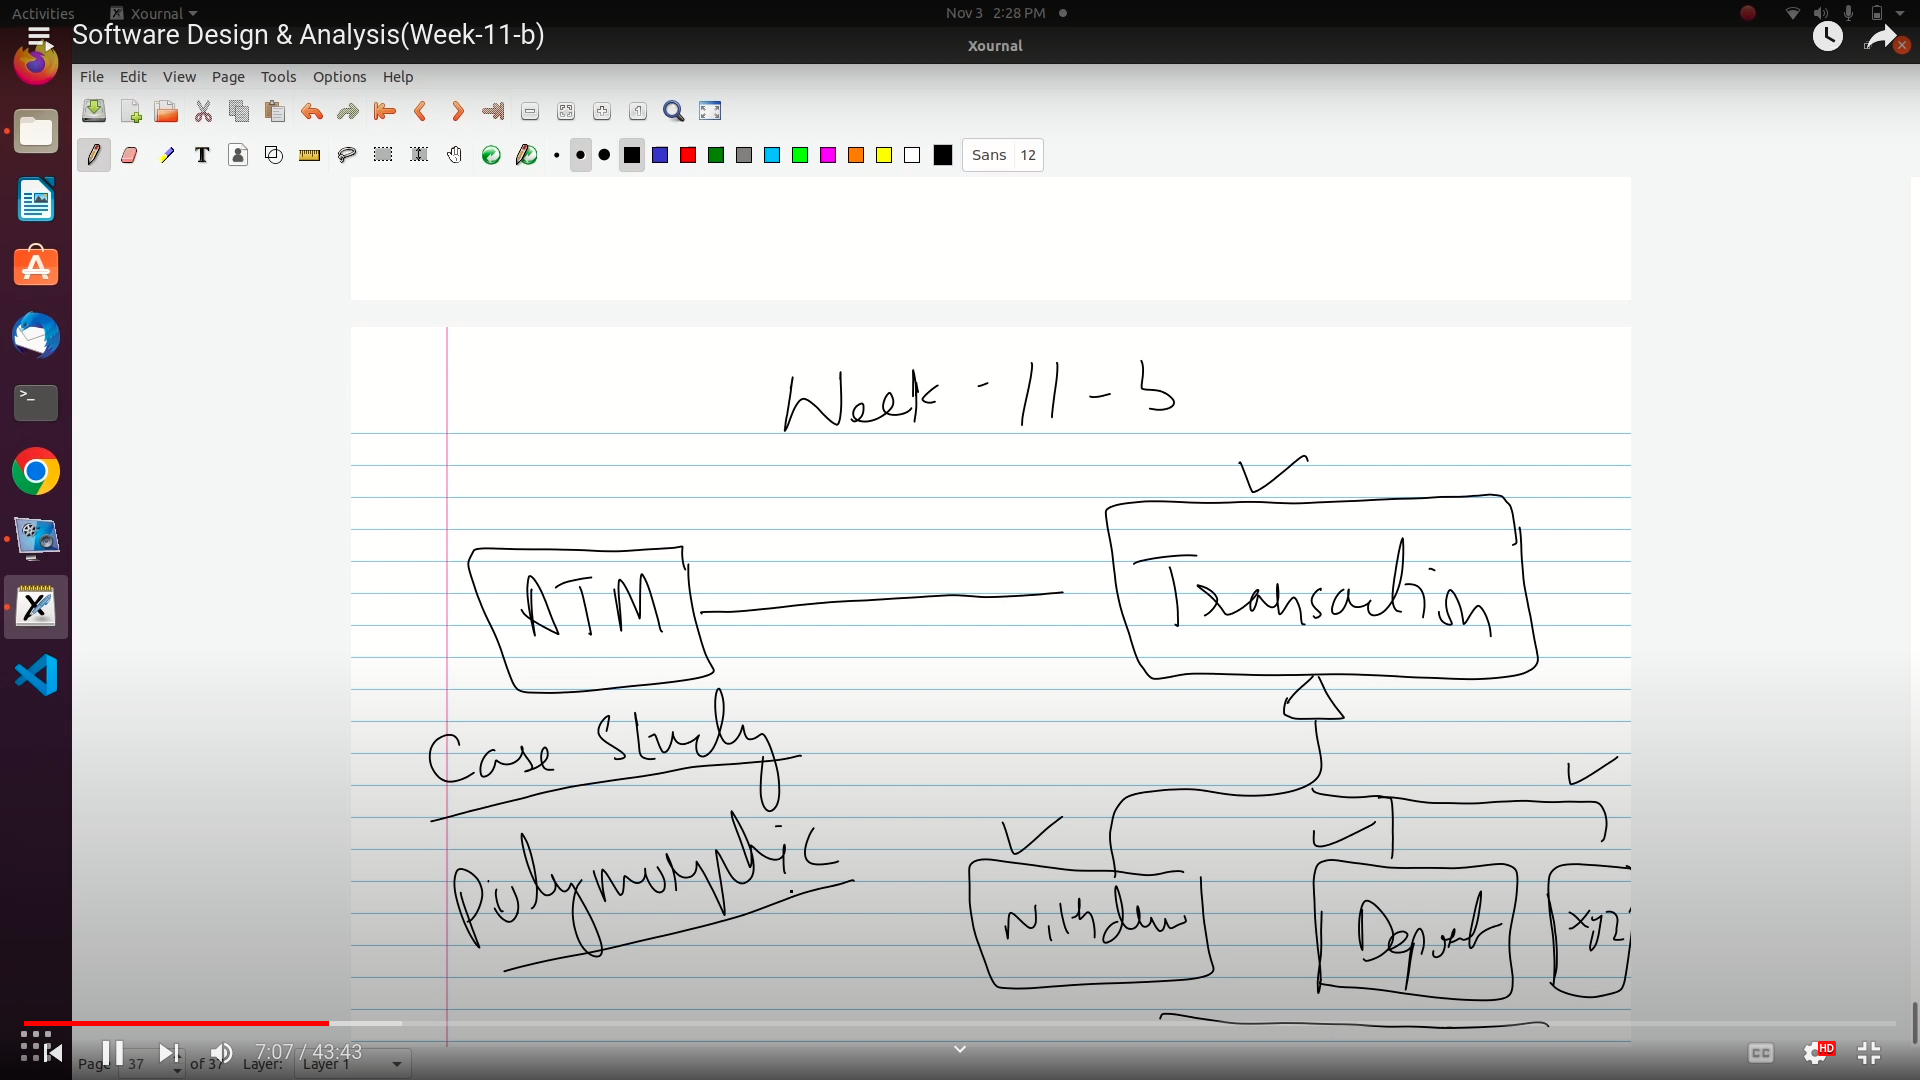 Activities Xournal Nov 3 2:28 PM
Software Design & Analysis(Week-11-b)
Xournal
File Edit View Page Tools Options Help
Sans 12
Week - 11 - b
ATM
Transaction
Case Study
Polymorphic
Withdraw
Deposit
xyz
7:07 / 43:43
CC
HD
Page 37 of 37 Layer: Layer 1